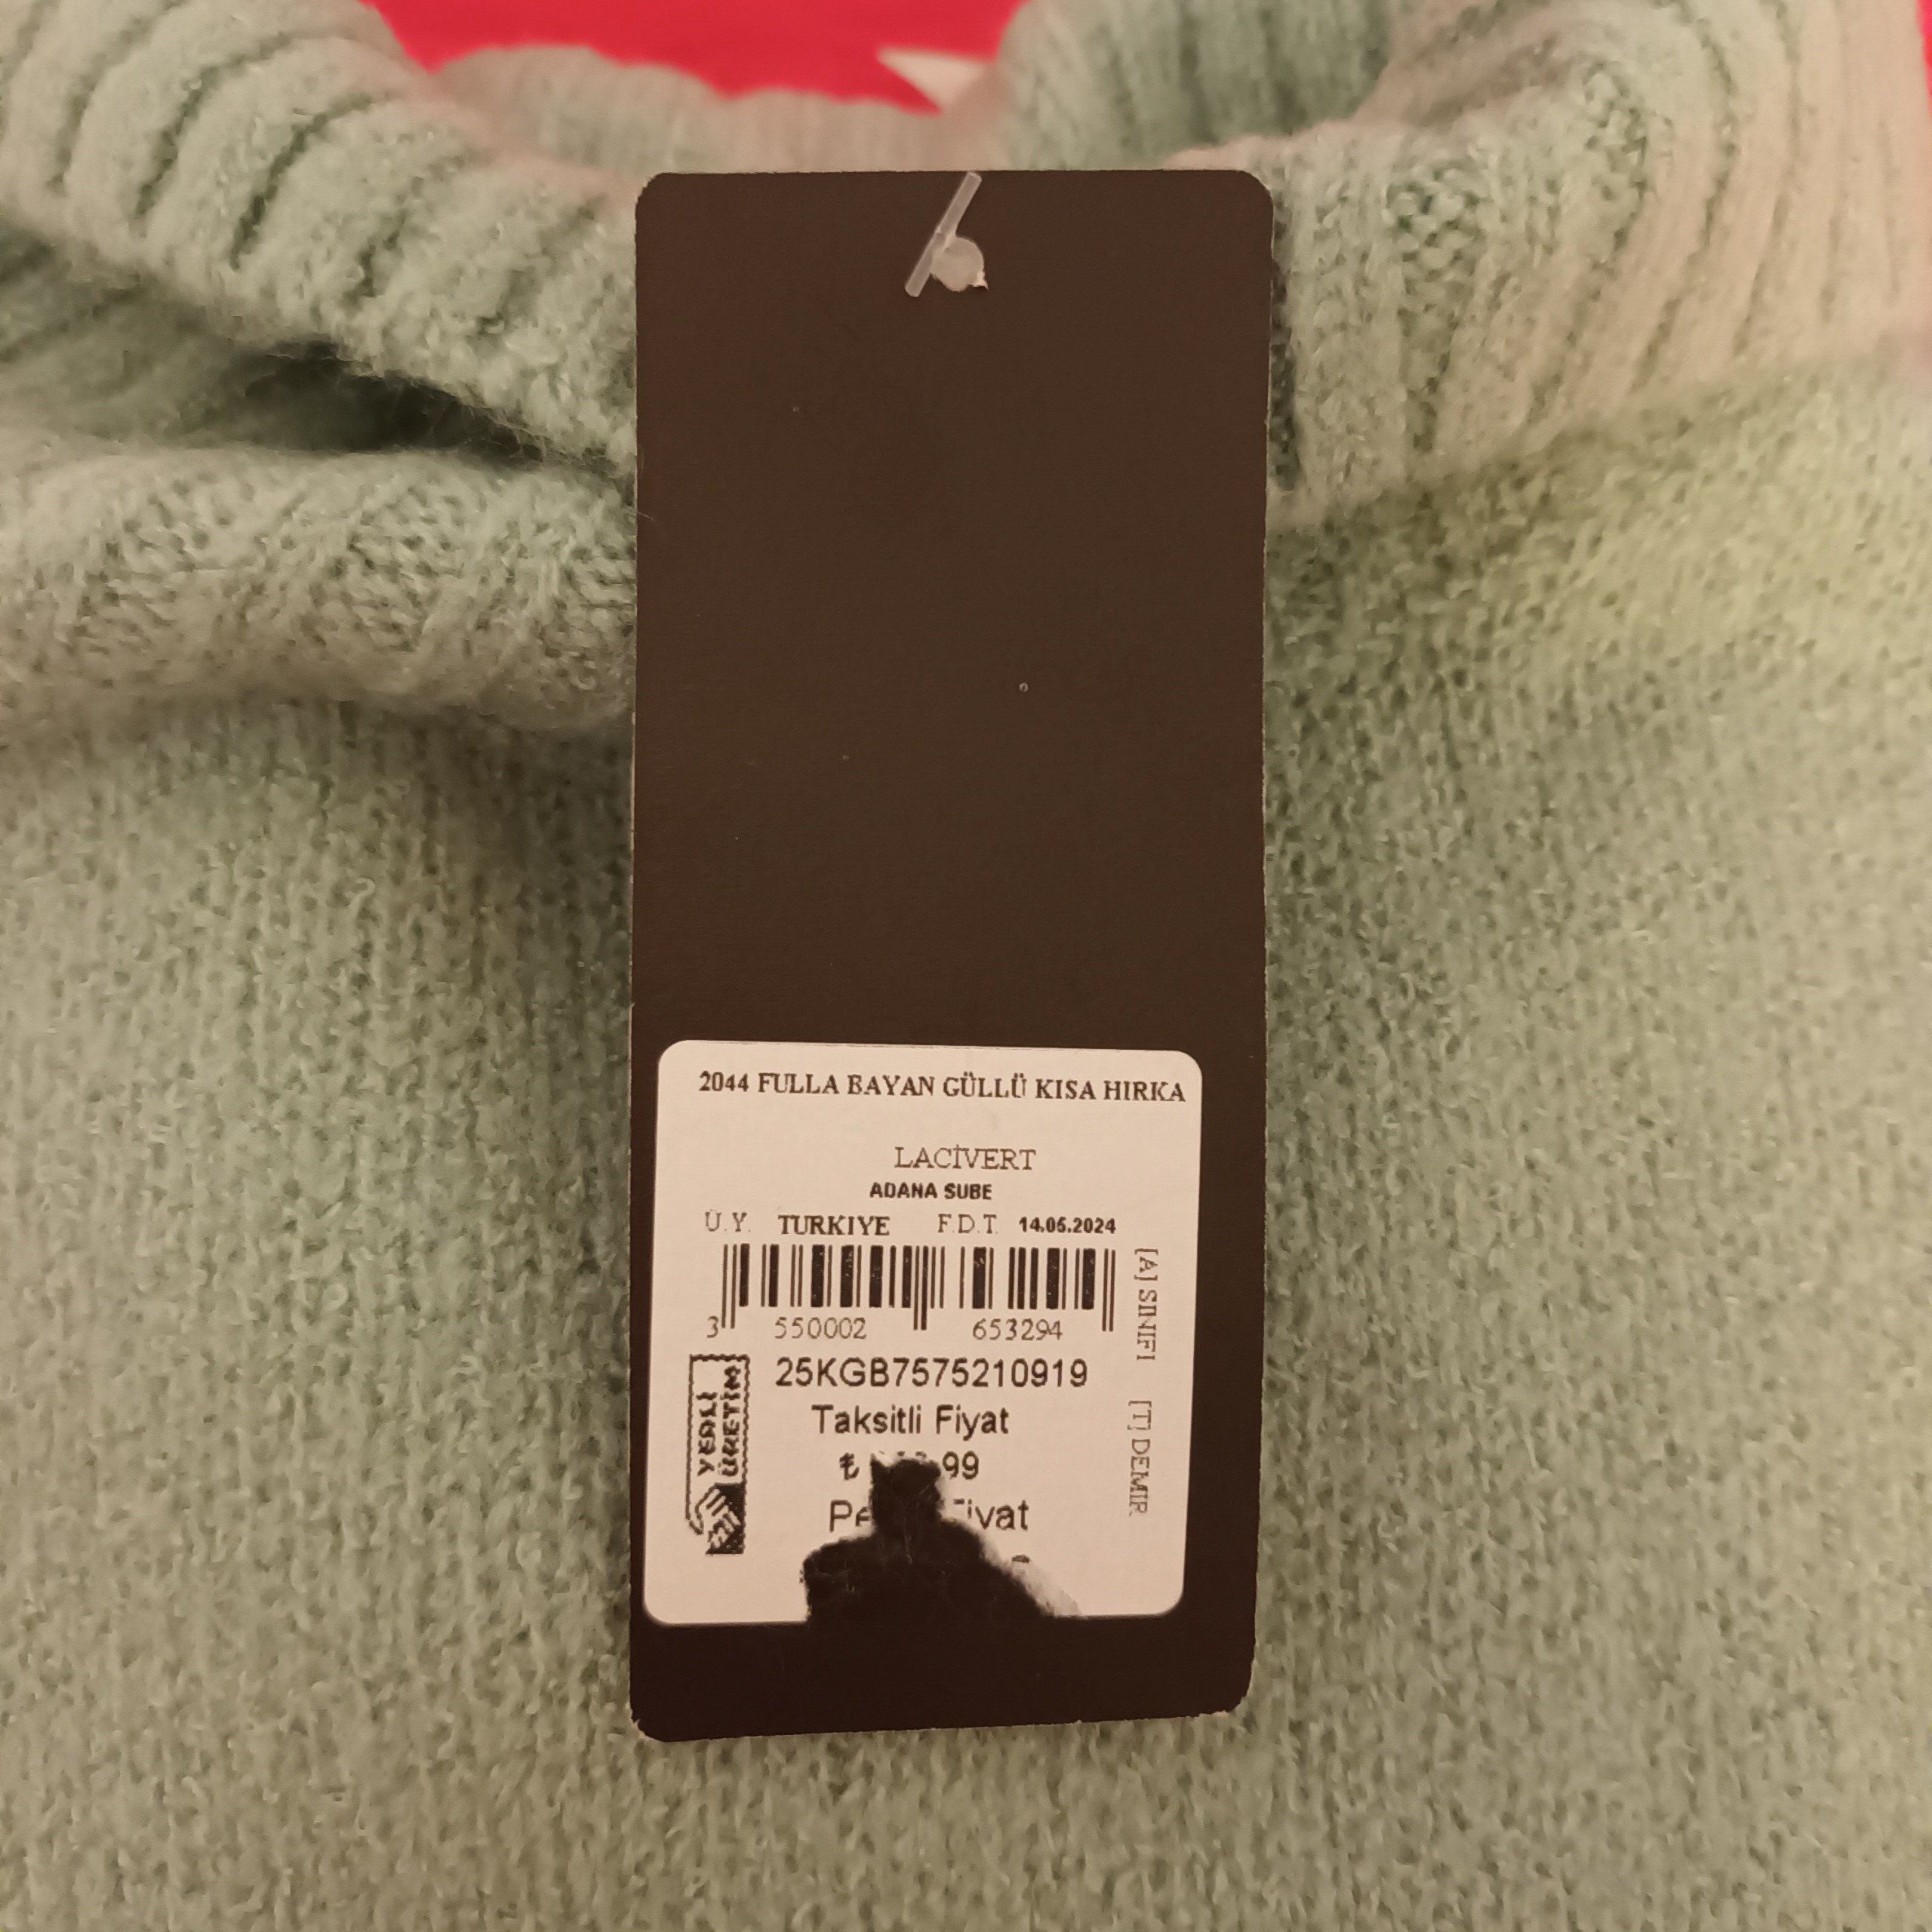 2044 FULLA BAYAN GÜLLÜ KISA HIRKA
LACİVERT
ADANA SUBE
Ü.Y. TURKIYE F.D.T. 14.05.2024
3 550002 653294
[A] SINIFI
[T] DEMIR
25KGB7575210919
YERLİ
ÜRETİM
Taksitli Fiyat
₺ 99
Fiyat